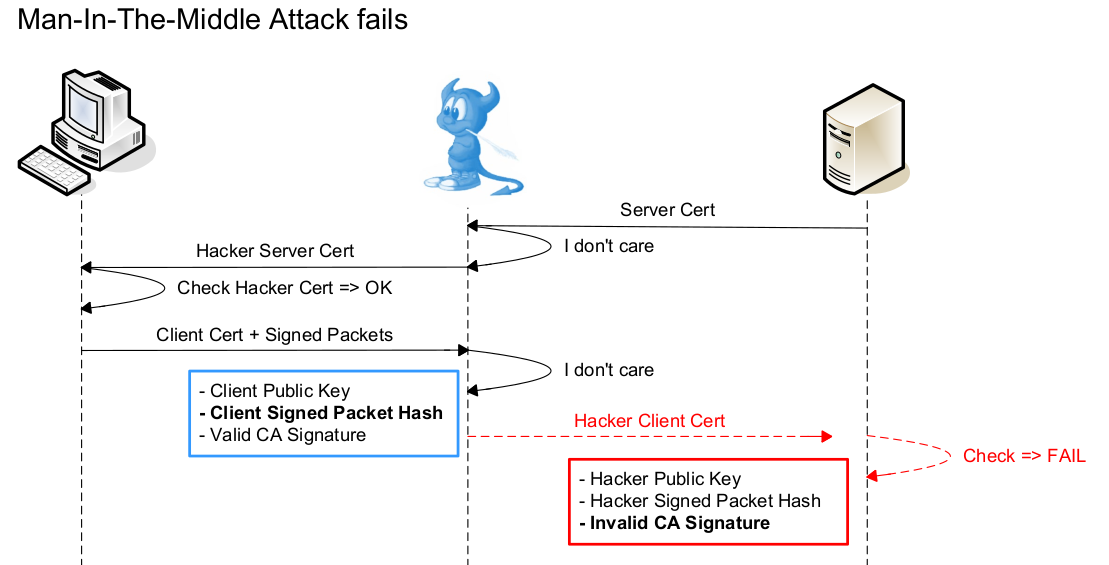 Man-In-The-Middle Attack fails
Server Cert
I don't care
Hacker Server Cert
Check Hacker Cert => OK
Client Cert + Signed Packets
I don't care
- Client Public Key
- Client Signed Packet Hash
- Valid CA Signature
Hacker Client Cert
Check => FAIL
- Hacker Public Key
- Hacker Signed Packet Hash
- Invalid CA Signature